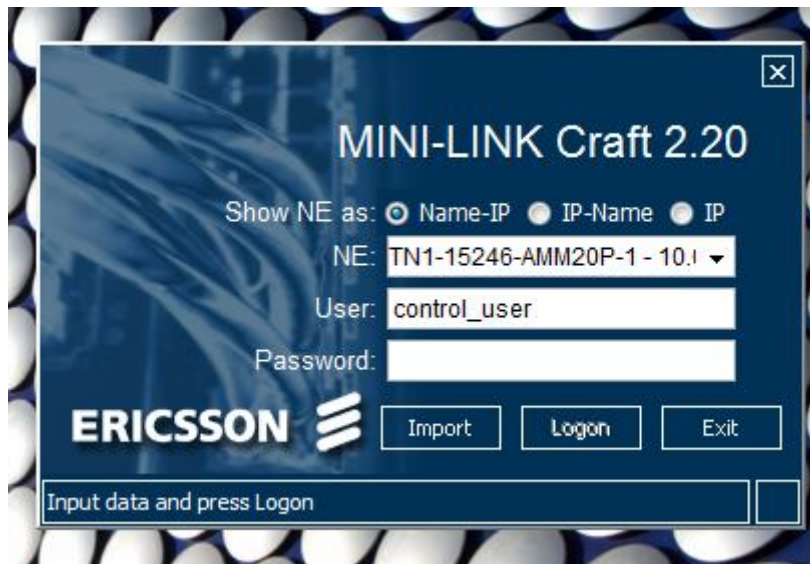 MINI-LINK Craft 2.20
Show NE as: Name-IP IP-Name IP
NE: TN1-15246-AMM20P-1 - 10.
User: control_user
Password:
ERICSSON Import Logon Exit
Input data and press Logon